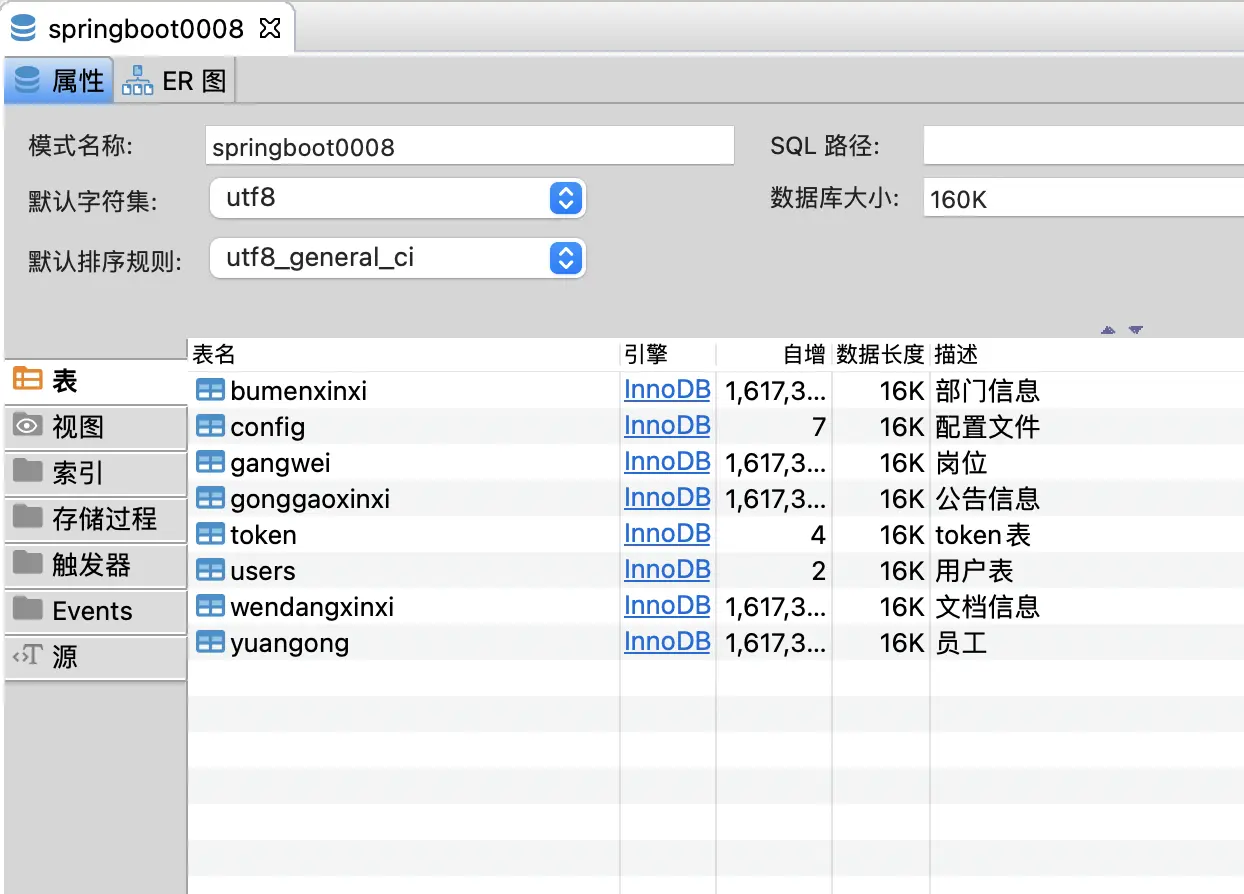 springboot0008
属性 ER 图
模式名称: springboot0008 SQL 路径:
默认字符集: utf8 数据库大小: 160K
默认排序规则: utf8_general_ci
表
视图
索引
存储过程
触发器
Events
源
表名 引擎 自增 数据长度 描述
bumenxinxi InnoDB 1,617,3... 16K 部门信息
config InnoDB 7 16K 配置文件
gangwei InnoDB 1,617,3... 16K 岗位
gonggaoxinxi InnoDB 1,617,3... 16K 公告信息
token InnoDB 4 16K token表
users InnoDB 2 16K 用户表
wendangxinxi InnoDB 1,617,3... 16K 文档信息
yuangong InnoDB 1,617,3... 16K 员工